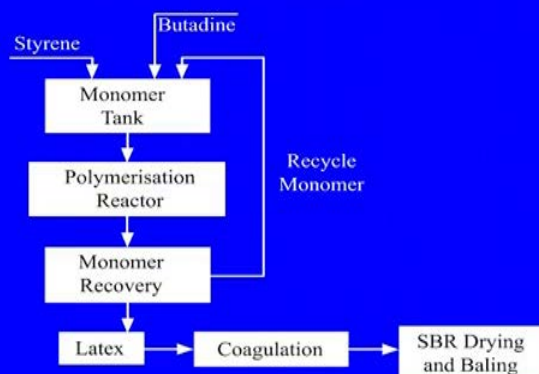 Butadine
Styrene
Monomer
Tank
Recycle
Monomer
Polymerisation
Reactor
Monomer
Recovery
Latex
Coagulation
SBR Drying
and Baling